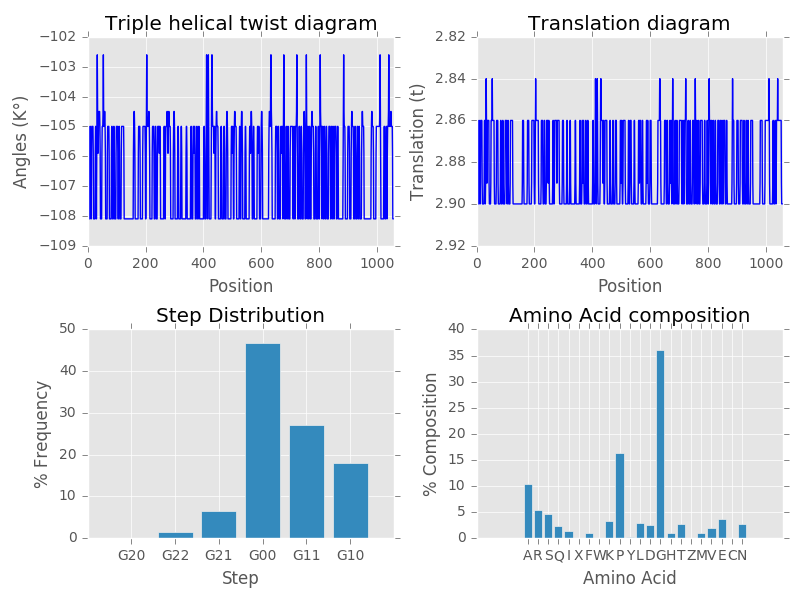 Triple helical twist diagram
Angles (K°)
−102
−103
−104
−105
−106
−107
−108
−109
0 200 400 600 800 1000
Position
Translation diagram
Translation (t)
2.82
2.84
2.86
2.88
2.90
2.92
0 200 400 600 800 1000
Position
Step Distribution
% Frequency
50
40
30
20
10
0
G20 G22 G21 G00 G11 G10
Step
Amino Acid composition
% Composition
40
35
30
25
20
15
10
5
0
A R S Q I X F W K P Y L D G H T Z M V E C N
Amino Acid